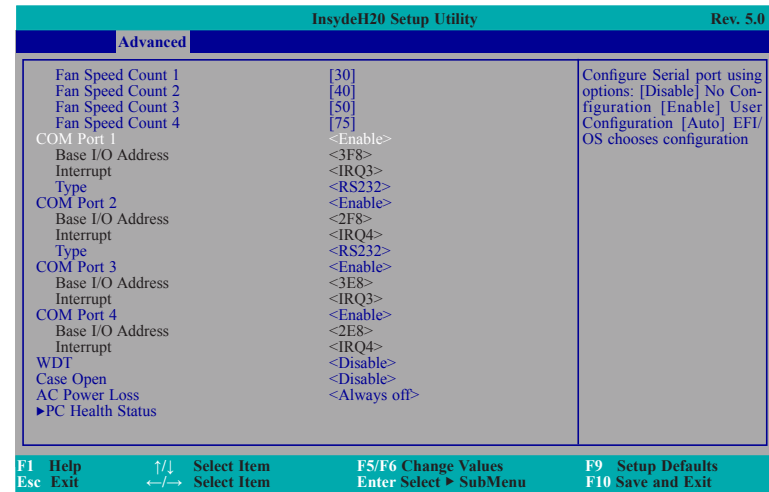 InsydeH20 Setup Utility Rev. 5.0
Advanced
Fan Speed Count 1 [30]
Fan Speed Count 2 [40]
Fan Speed Count 3 [50]
Fan Speed Count 4 [75]
COM Port 1 <Enable>
Base I/O Address <3F8>
Interrupt <IRQ3>
Type <RS232>
COM Port 2 <Enable>
Base I/O Address <2F8>
Interrupt <IRQ4>
Type <RS232>
COM Port 3 <Enable>
Base I/O Address <3E8>
Interrupt <IRQ3>
COM Port 4 <Enable>
Base I/O Address <2E8>
Interrupt <IRQ4>
WDT <Disable>
Case Open <Disable>
AC Power Loss <Always off>
►PC Health Status
Configure Serial port using
options: [Disable] No Con-
figuration [Enable] User
Configuration [Auto] EFI/
OS chooses configuration
F1 Help ↑/↓ Select Item F5/F6 Change Values F9 Setup Defaults
Esc Exit ←/→ Select Item Enter Select ► SubMenu F10 Save and Exit